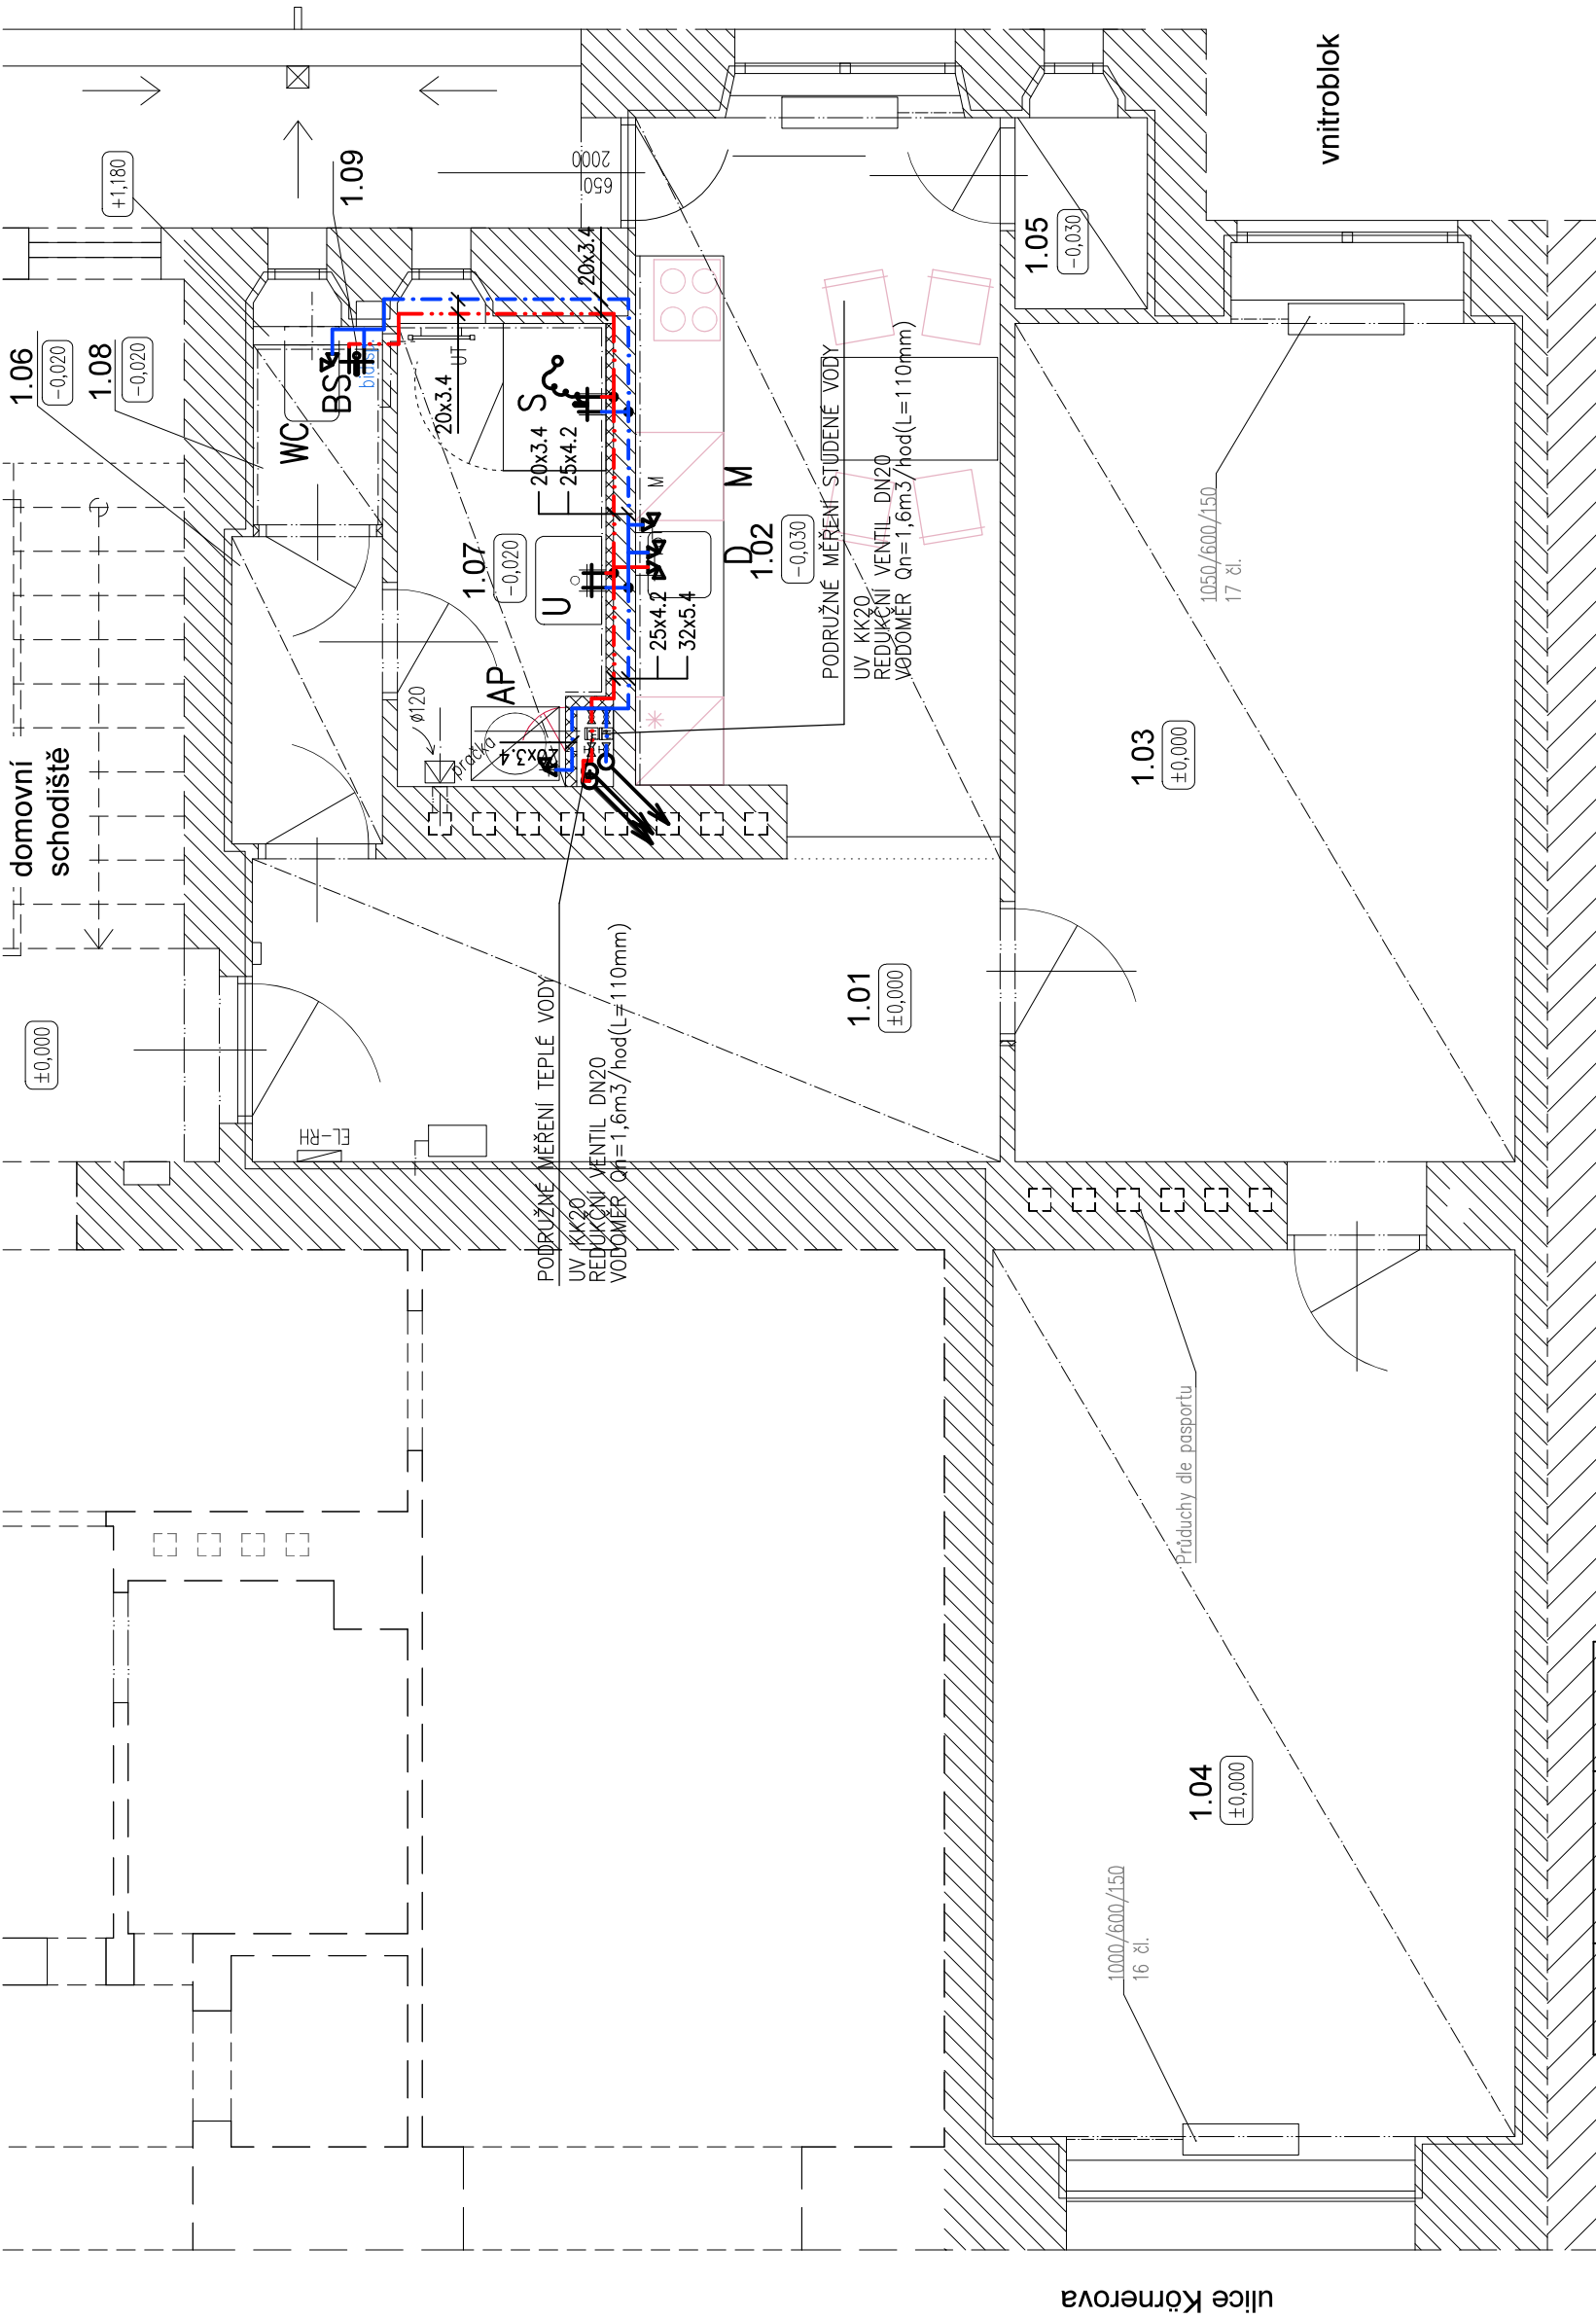 1.06
-0,020
1.08
-0,020
+1,180
1.09
domovní
schodiště
±0,000
WC
BS
UT
20x3.4
20x3.4
650
2000
S
20x3.4
25x4.2
1.07
-0,020
U
M
M
D
1.02
-0,030
25x4.2
32x5.4
AP
ø120
pračka
20x3.4
PODRUŽNÉ MĚŘENÍ STUDENÉ VODY
UV KK20
REDUKČNÍ VENTIL DN20
VODOMĚR Qn=1,6m3/hod(L=110mm)
1.05
-0,030
vnitroblok
1050/600/150
17 čl.
1.03
±0,000
1.01
±0,000
EL-RH
PODRUŽNÉ MĚŘENÍ TEPLÉ VODY
UV KK20
REDUKČNÍ VENTIL DN20
VODOMĚR Qn=1,6m3/hod(L=110mm)
Průduchy dle pasportu
1.04
±0,000
1000/600/150
16 čl.
ulice Körnerova